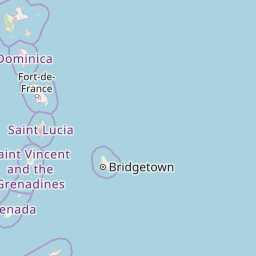 Dominica
Fort-de-
France
Saint Lucia
aint Vincent
and the
Grenadines
Bridgetown
enada